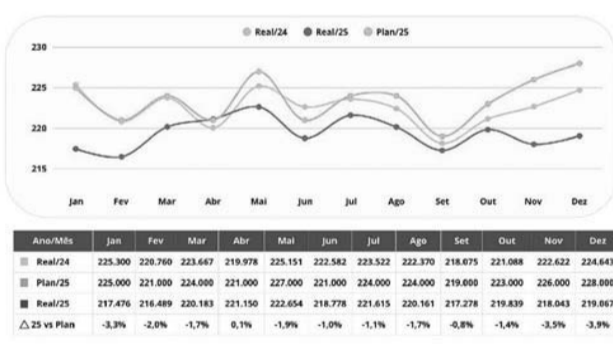 Real/24 Real/25 Plan/25
230
225
220
215
Jan Fev Mar Abr Mai Jun Jul Ago Set Out Nov Dez
Ano/Mês Jan Fev Mar Abr Mai Jun Jul Ago Set Out Nov Dez
Real/24 225.300 220.760 223.667 219.978 225.151 222.582 223.522 222.370 218.075 221.088 222.622 224.643
Plan/25 225.000 221.000 224.000 221.000 227.000 221.000 224.000 224.000 219.000 223.000 226.000 228.000
Real/25 217.476 216.489 220.183 221.150 222.654 218.778 221.615 220.161 217.278 219.839 218.043 219.067
△ 25 vs Plan -3,3% -2,0% -1,7% 0,1% -1,9% -1,0% -1,1% -1,7% -0,8% -1,4% -3,5% -3,9%